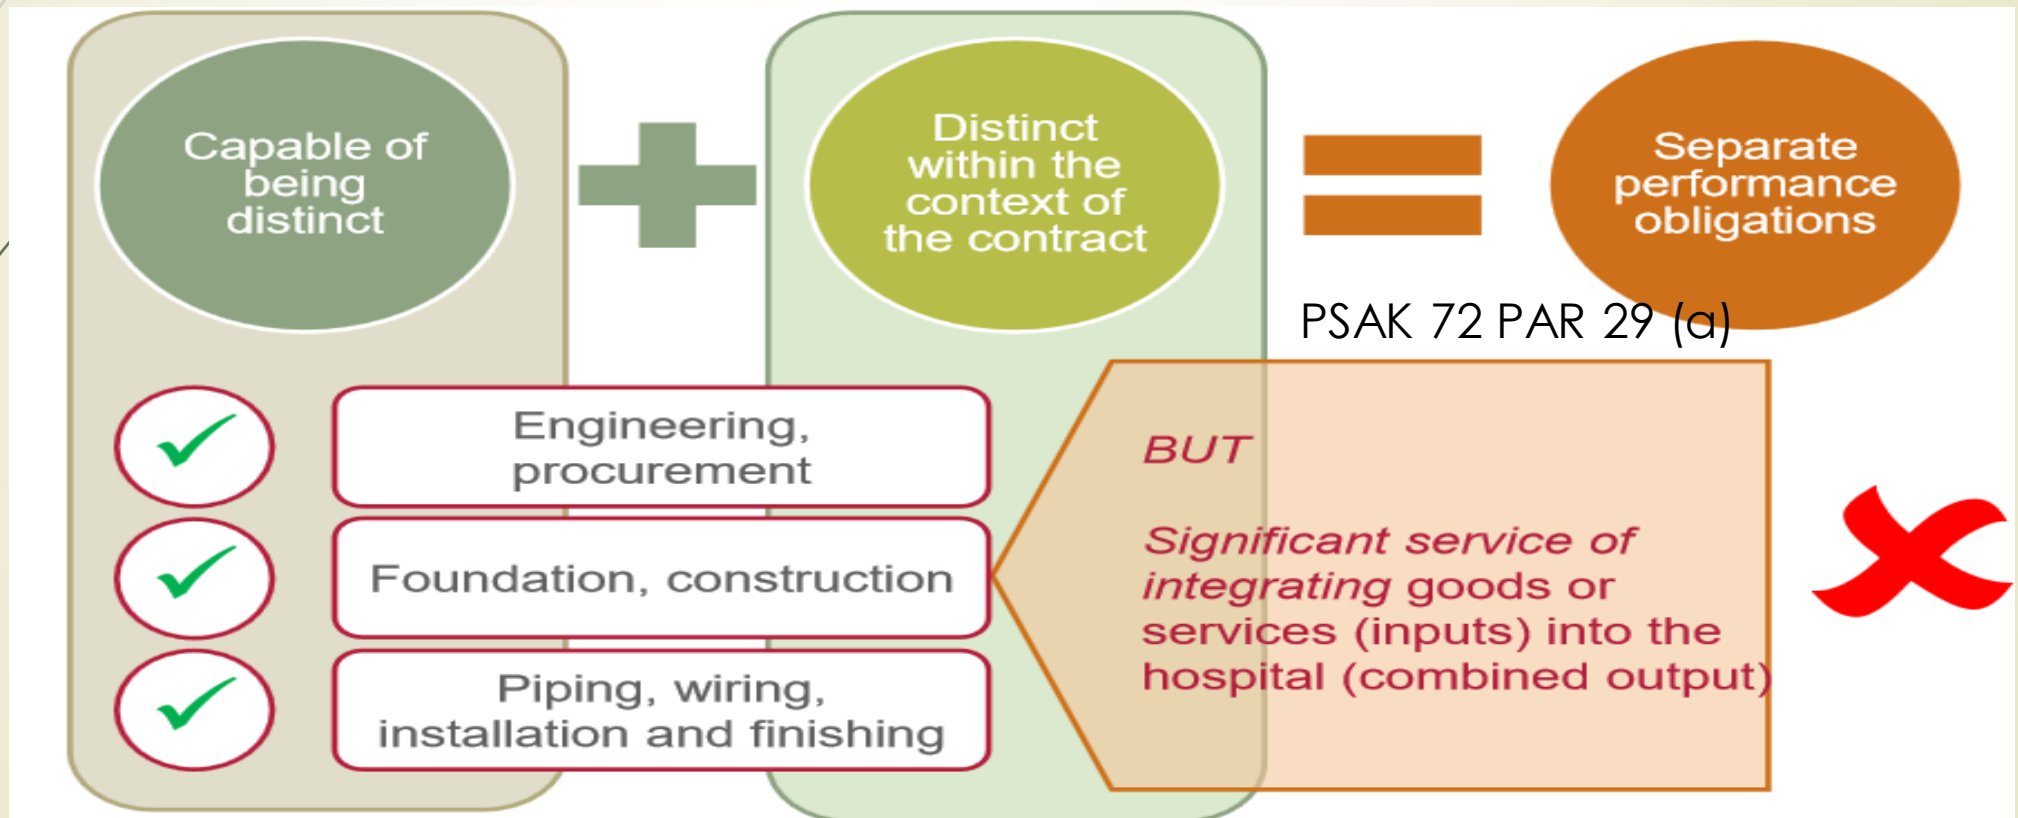 Capable of
being
distinct
Distinct
within the
context of
the contract
Separate
performance
obligations
PSAK 72 PAR 29 (a)
Engineering,
procurement
Foundation, construction
Piping, wiring,
installation and finishing
BUT
Significant service of
integrating goods or
services (inputs) into the
hospital (combined output)